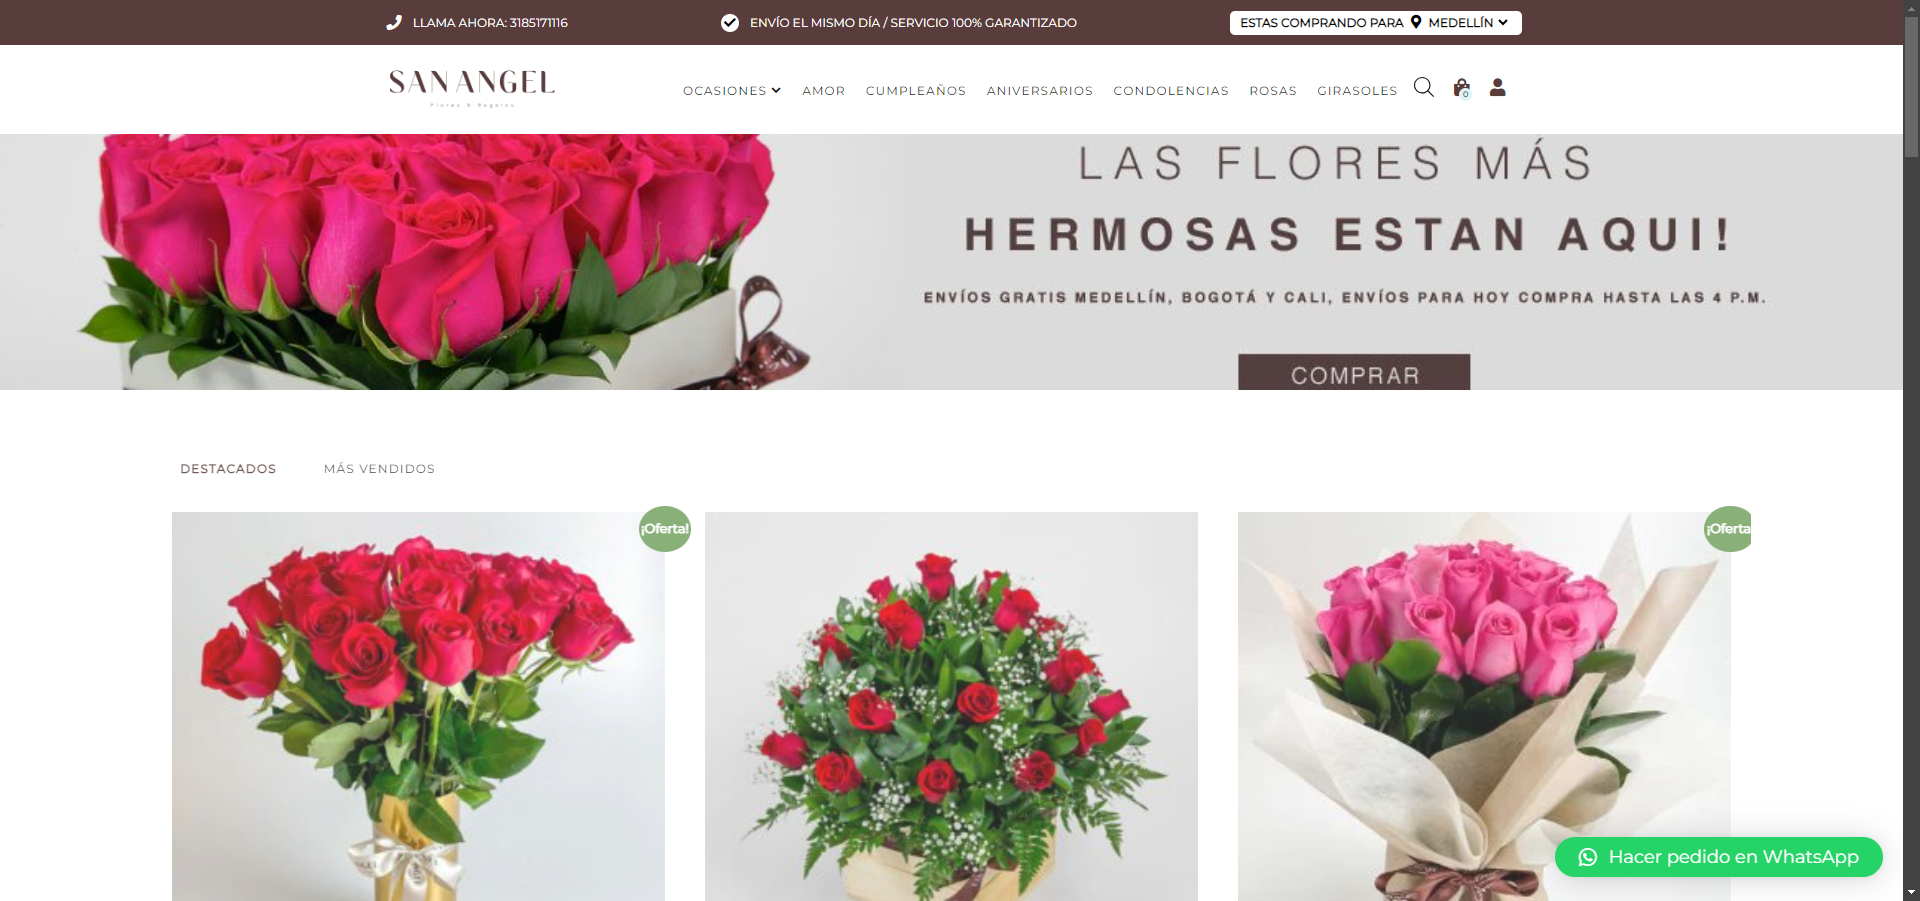 LLAMA AHORA: 3185171116
ENVÍO EL MISMO DÍA / SERVICIO 100% GARANTIZADO
ESTAS COMPRANDO PARA MEDELLÍN
SAN ANGEL
Flores & Regalos
OCASIONES AMOR CUMPLEAÑOS ANIVERSARIOS CONDOLENCIAS ROSAS GIRASOLES
0
LAS FLORES MÁS
HERMOSAS ESTAN AQUI!
ENVÍOS GRATIS MEDELLÍN, BOGOTÁ Y CALI, ENVÍOS PARA HOY COMPRA HASTA LAS 4 P.M.
COMPRAR
DESTACADOS MÁS VENDIDOS
¡Oferta!
¡Oferta
Hacer pedido en WhatsApp